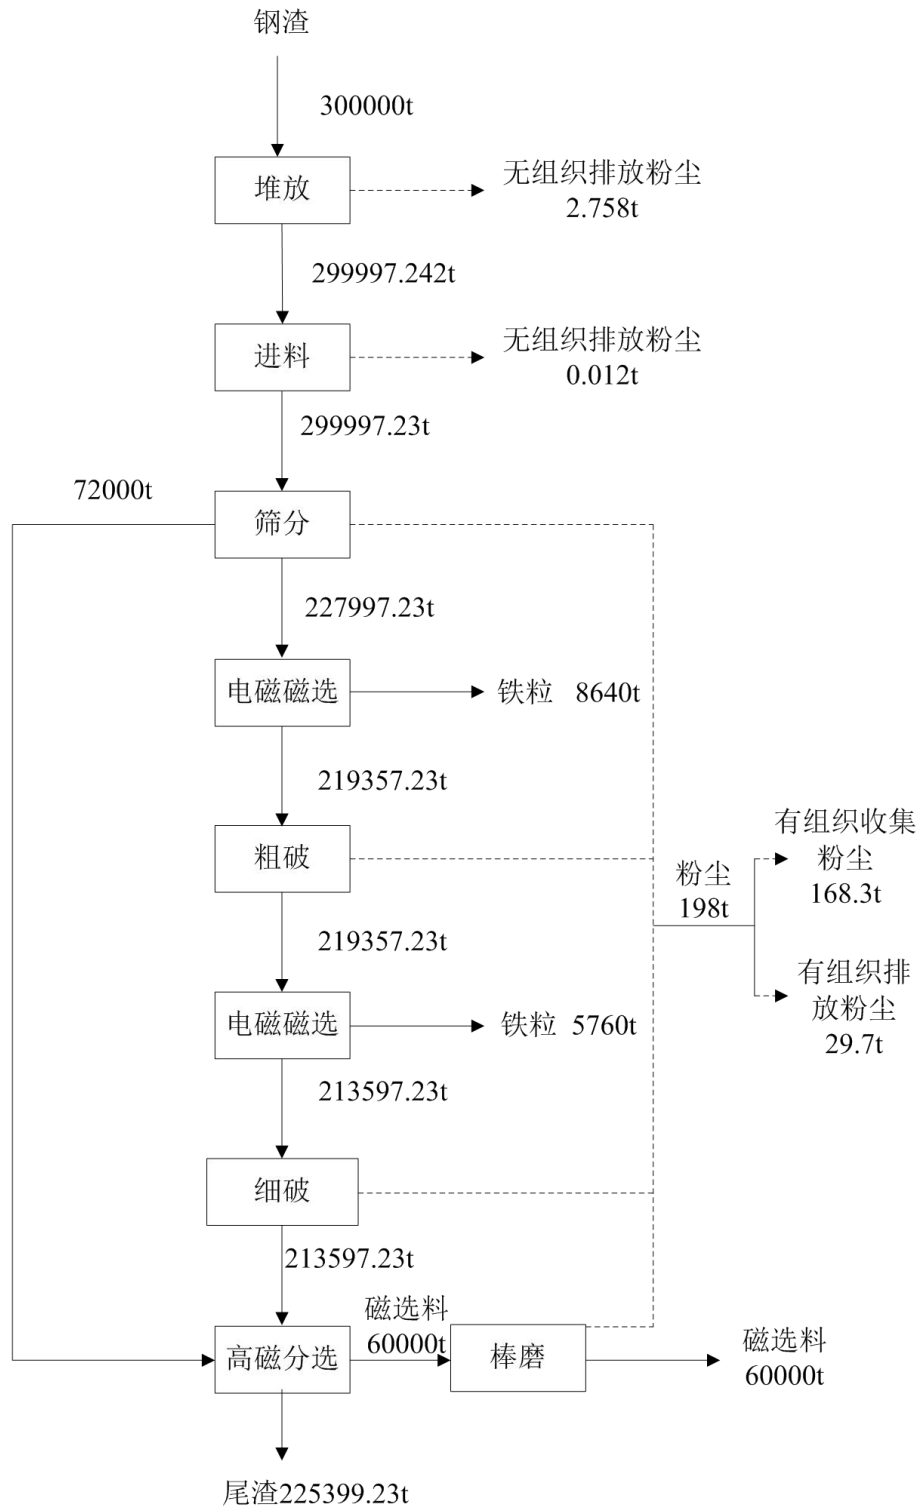 钢渣
300000t
堆放
无组织排放粉尘
2.758t
299997.242t
进料
无组织排放粉尘
0.012t
299997.23t
72000t
筛分
227997.23t
电磁磁选
铁粒 8640t
219357.23t
粗破
有组织收集
粉尘
168.3t
粉尘
198t
219357.23t
有组织排
放粉尘
29.7t
电磁磁选
铁粒 5760t
213597.23t
细破
213597.23t
磁选料
60000t
高磁分选
棒磨
磁选料
60000t
尾渣225399.23t